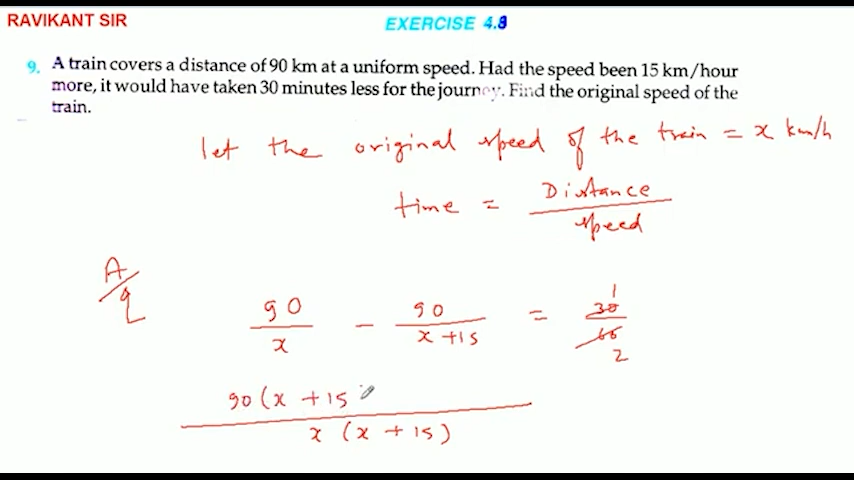 RAVIKANT SIR
EXERCISE 4.8
9. A train covers a distance of 90 km at a uniform speed. Had the speed been 15 km/hour
more, it would have taken 30 minutes less for the journey. Find the original speed of the
train.
let the original speed of the train = x km/h
time = Distance / speed
A/q
90/x - 90/(x+15) = 30/60
1
2
90(x+15
x(x+15)